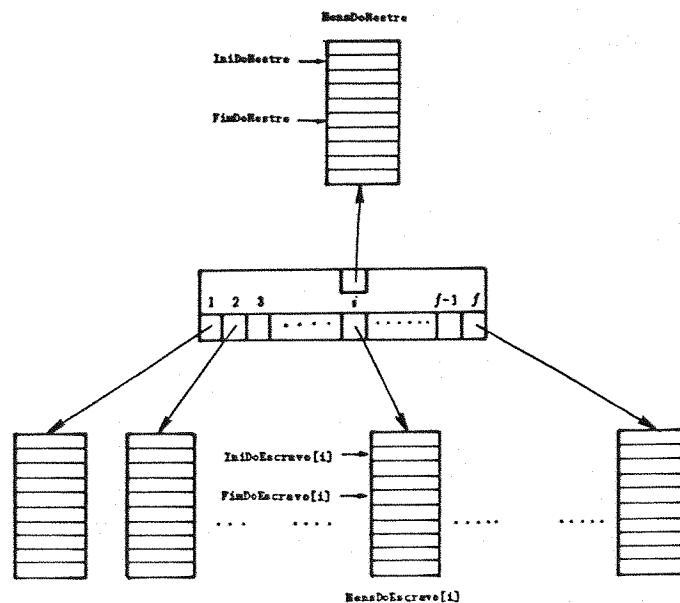 MensDoMestre
IniDoMestre
FimDoMestre
1 2 3 i f-1 f
IniDoEscravo[i]
FimDoEscravo[i]
MensDoEscravo[i]